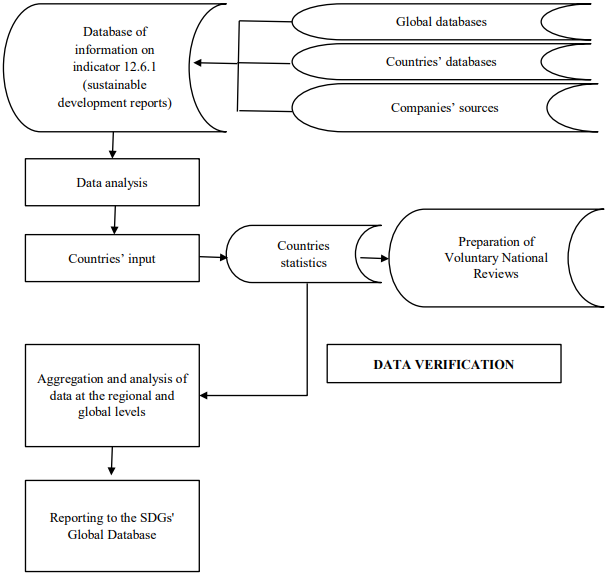 Database of
information on
indicator 12.6.1
(sustainable
development reports)
Global databases
Countries’ databases
Companies’ sources
Data analysis
Countries’ input
Countries
statistics
Preparation of
Voluntary National
Reviews
DATA VERIFICATION
Aggregation and analysis of
data at the regional and
global levels
Reporting to the SDGs'
Global Database